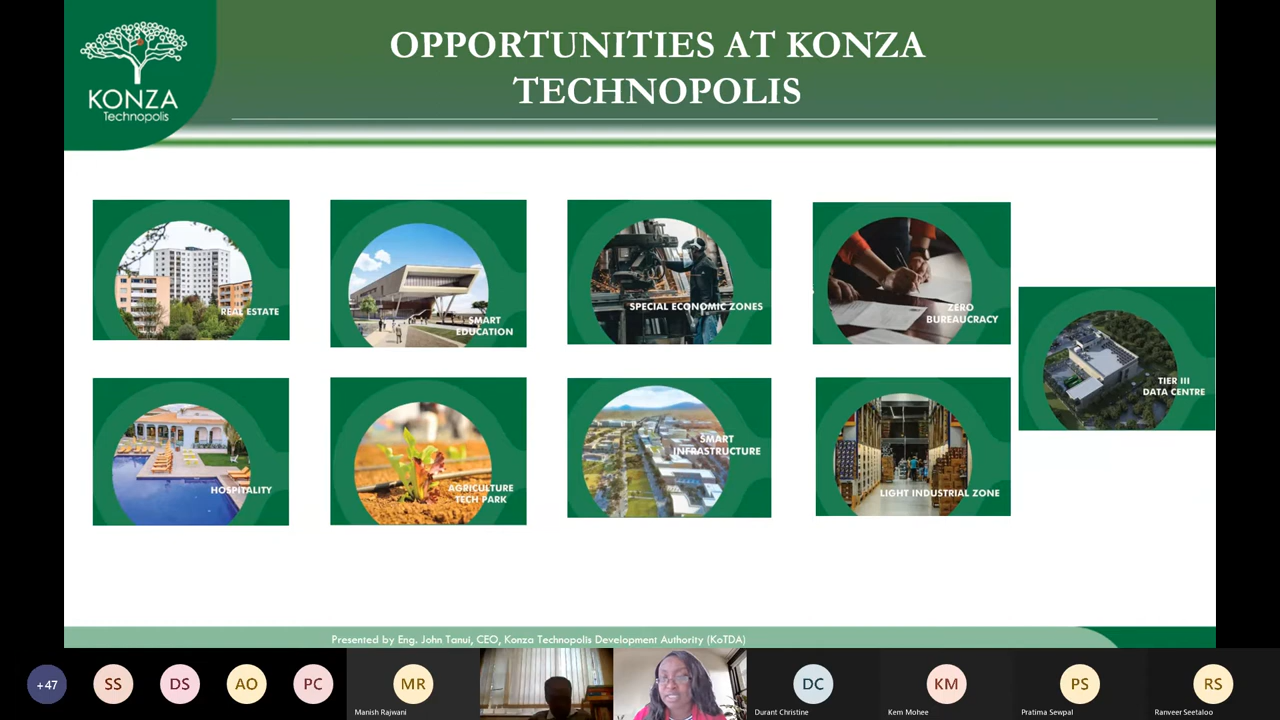 OPPORTUNITIES AT KONZA
TECHNOPOLIS
KONZA
Technopolis
REAL ESTATE
SMART
EDUCATION
SPECIAL ECONOMIC ZONES
ZERO
BUREAUCRACY
TIER III
DATA CENTRE
HOSPITALITY
AGRICULTURE
TECH PARK
SMART
INFRASTRUCTURE
LIGHT INDUSTRIAL ZONE
Presented by Eng. John Tanui, CEO, Konza Technopolis Development Authority (KoTDA)
+47
SS
DS
AO
PC
MR
Manish Rajwani
DC
Durant Christine
KM
Kem Mohee
PS
Pratima Sewpal
RS
Ranveer Seetaloo